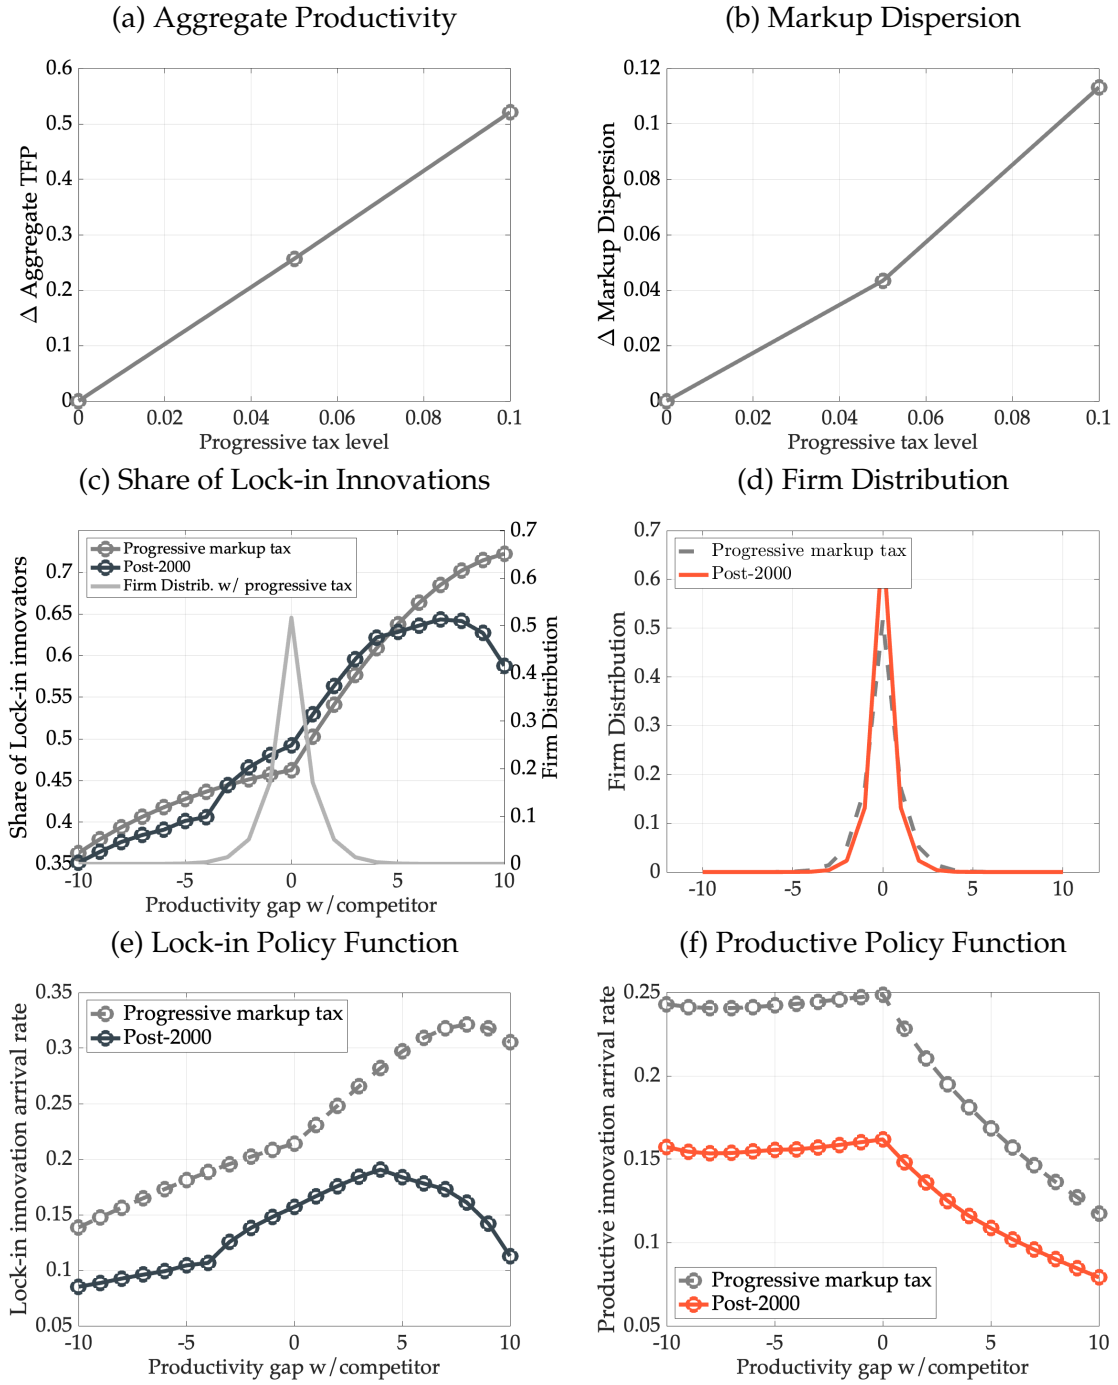 (a) Aggregate Productivity
0.6
0.5
0.4
0.3
0.2
0.1
0
Δ Aggregate TFP
0 0.02 0.04 0.06 0.08 0.1
Progressive tax level
(b) Markup Dispersion
0.12
0.1
0.08
0.06
0.04
0.02
0
Δ Markup Dispersion
0 0.02 0.04 0.06 0.08 0.1
Progressive tax level
(c) Share of Lock-in Innovations
Progressive markup tax
Post-2000
Firm Distrib. w/ progressive tax
0.7
0.65
0.6
0.55
0.5
0.45
0.4
0.35
Share of Lock-in innovators
0.7
0.6
0.5
0.4
0.3
0.2
0.1
0
Firm Distribution
-10 -5 0 5 10
Productivity gap w/competitor
(d) Firm Distribution
Progressive markup tax
Post-2000
0.7
0.6
0.5
0.4
0.3
0.2
0.1
0
Firm Distribution
-10 -5 0 5 10
(e) Lock-in Policy Function
Progressive markup tax
Post-2000
0.35
0.3
0.25
0.2
0.15
0.1
0.05
Lock-in innovation arrival rate
-10 -5 0 5 10
Productivity gap w/competitor
(f) Productive Policy Function
0.25
0.2
0.15
0.1
0.05
Productive innovation arrival rate
Progressive markup tax
Post-2000
-10 -5 0 5 10
Productivity gap w/competitor